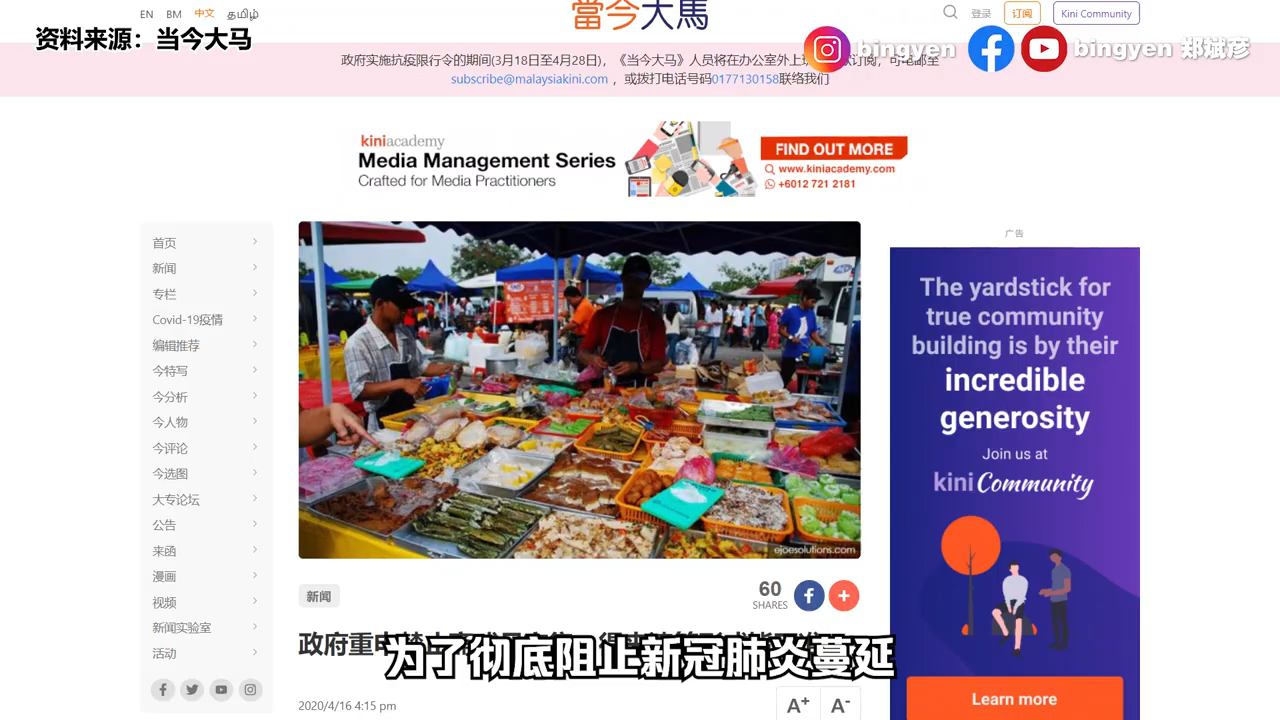 EN BM 中文 தமிழ்
當今大馬
登录 订阅 Kini Community
资料来源：当今大马
bingyen
bingyen 郑斌彦
政府实施抗疫限行令的期间(3月18日至4月28日)，《当今大马》人员将在办公室外上
订阅，可电邮至
subscribe@malaysiakini.com ，或拨打电话号码0177130158联络我们
kiniacademy
Media Management Series
Crafted for Media Practitioners
FIND OUT MORE
www.kiniacademy.com
+6012 721 2181
首页
新闻
专栏
Covid-19疫情
编辑推荐
今特写
今分析
今人物
今评论
今选图
大专论坛
公告
来函
漫画
视频
新闻实验室
活动
ejoesolutions.com
新闻
60
SHARES
政府重
为了彻底阻止新冠肺炎蔓延
2020/4/16 4:15 pm
A+ A-
广告
The yardstick for
true community
building is by their
incredible
generosity
Join us at
kini Community
Learn more